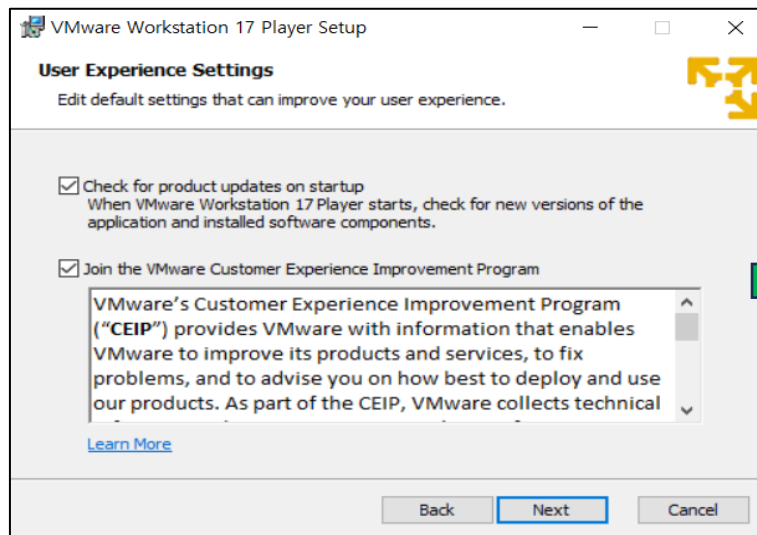 VMware Workstation 17 Player Setup
User Experience Settings
Edit default settings that can improve your user experience.
Check for product updates on startup
When VMware Workstation 17 Player starts, check for new versions of the
application and installed software components.
Join the VMware Customer Experience Improvement Program
VMware's Customer Experience Improvement Program
("CEIP") provides VMware with information that enables
VMware to improve its products and services, to fix
problems, and to advise you on how best to deploy and use
our products. As part of the CEIP, VMware collects technical
Learn More
Back
Next
Cancel